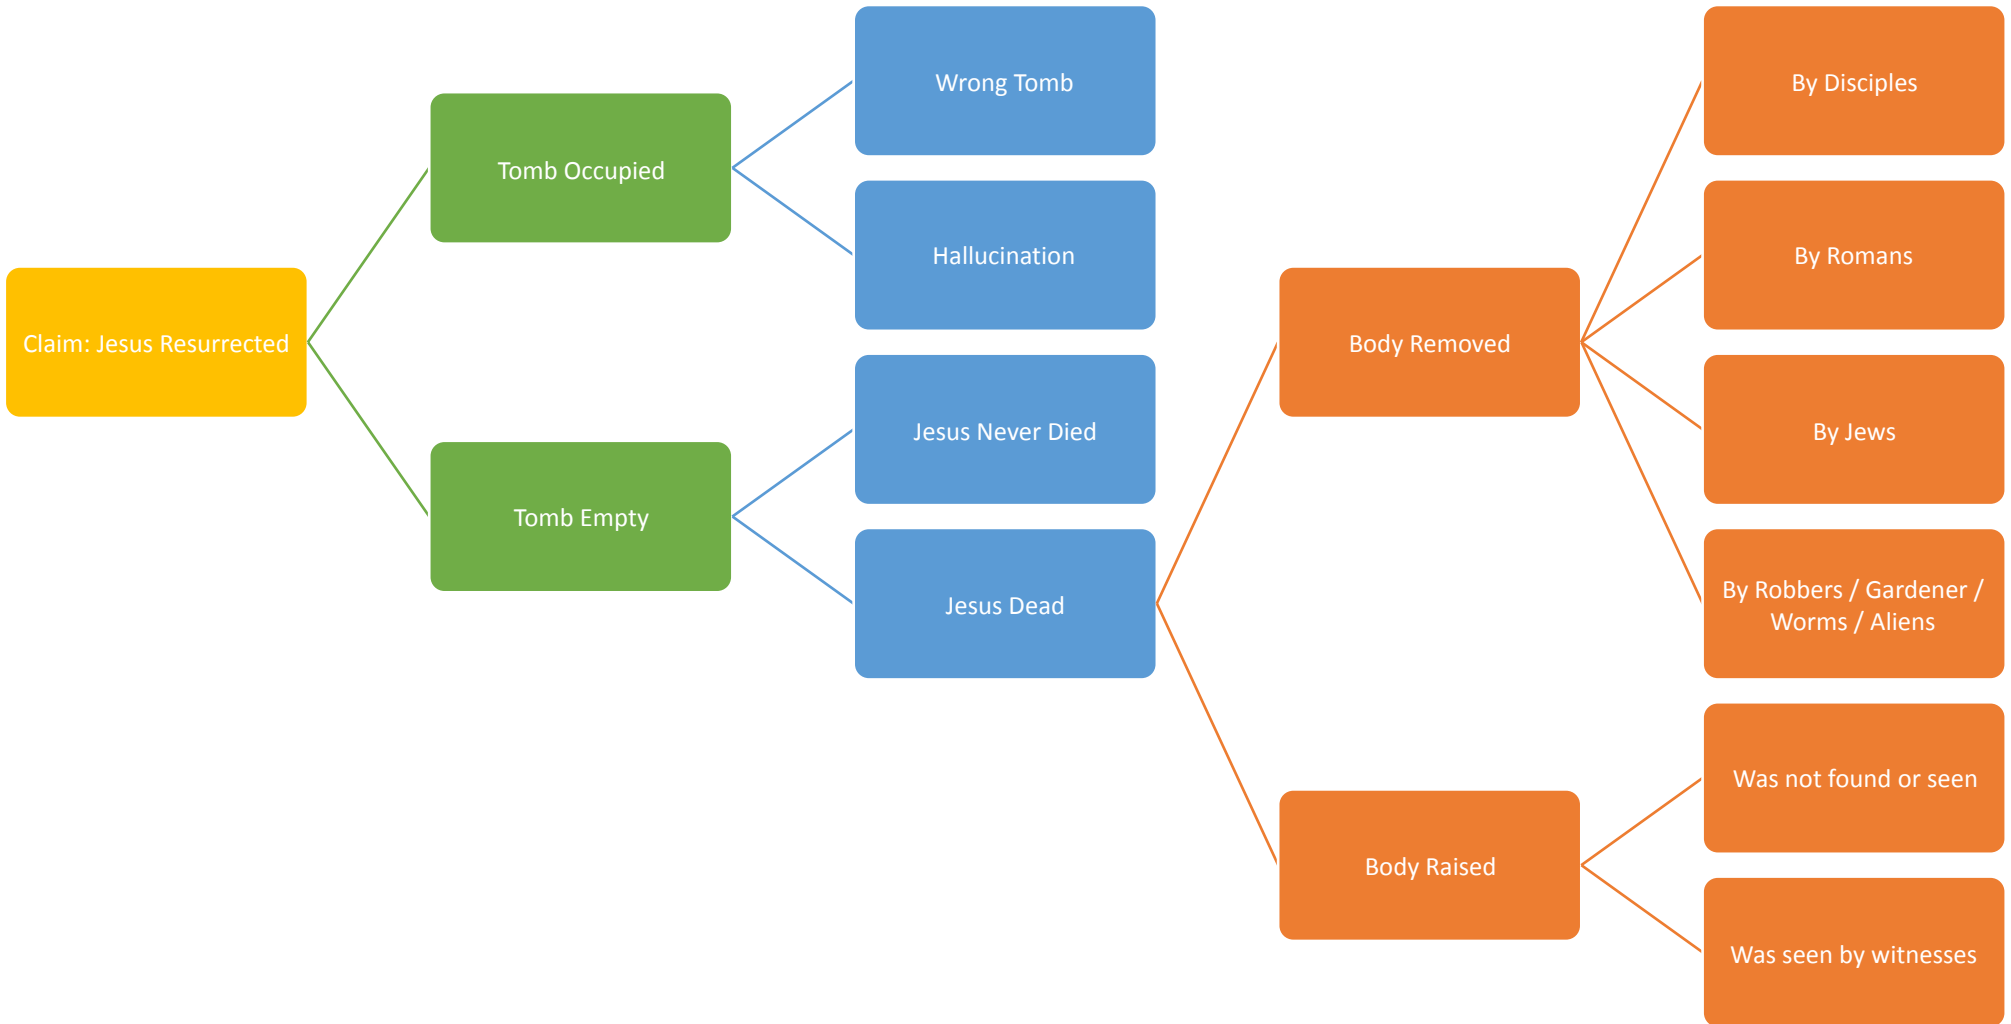 Claim: Jesus Resurrected
Tomb Occupied
Wrong Tomb
Hallucination
Tomb Empty
Jesus Never Died
Jesus Dead
Body Removed
By Disciples
By Romans
By Jews
By Robbers / Gardener /
Worms / Aliens
Body Raised
Was not found or seen
Was seen by witnesses